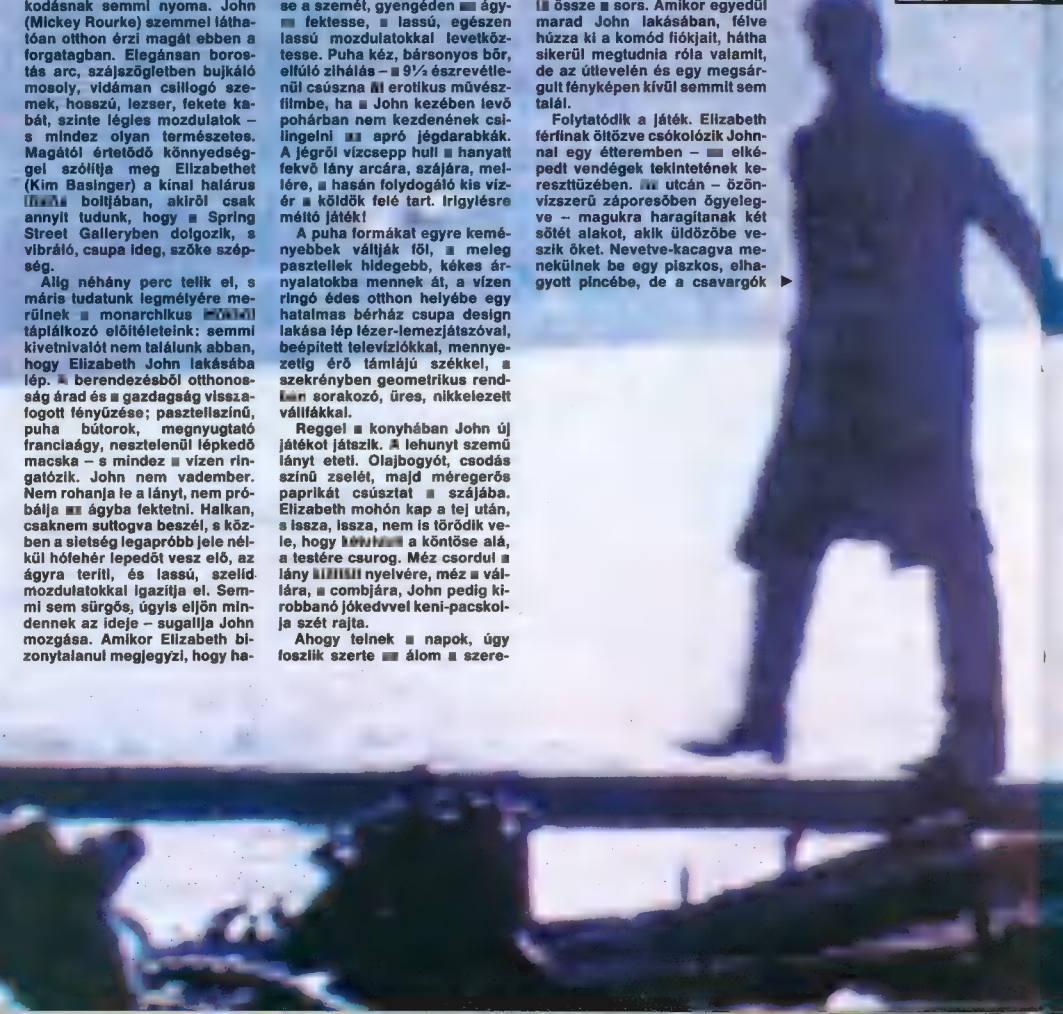 kodásnak semmi nyoma. John
(Mickey Rourke) szemmel látha-
tóan otthon érzi magát ebben a
forgatagban. Elegánsan boros-
tás arc, szájszögletben bujkáló
mosoly, vidáman csillogó sze-
mek, hosszú, lezser, fekete ka-
bát, szinte légies mozdulatok –
s mindez olyan természetes.
Magától értetődő könnyedség-
gel szólítja meg Elizabethet
(Kim Basinger) a kínai halárus
boltjában, akiről csak
annyit tudunk, hogy Spring
Street Galleryben dolgozik, s
vibráló, csupa ideg, szőke szép-
ség.
Alig néhány perc telik el, s
máris tudatunk legmélyére me-
rülnek monarchikus
táplálkozó előítéleteink: semmi
kivetnivalót nem találunk abban,
hogy Elizabeth John lakásába
lép. berendezésből otthonos-
ság árad és gazdagság vissza-
fogott fényűzése; pasztellszínű,
puha bútorok, megnyugtató
franciaágy, nesztelenül lépkedő
macska – s mindez vízen rin-
gatózik. John nem vadember.
Nem rohanja le a lányt, nem pró-
bálja ágyba fektetni. Halkan,
csaknem suttogva beszél, s köz-
ben a sietség legapróbb jele nél-
kül hófehér lepedőt vesz elő, az
ágyra teríti, és lassú, szelíd
mozdulatokkal igazítja el. Sem-
mi sem sürgős, úgyis eljön min-
dennek az ideje – sugallja John
mozgása. Amikor Elizabeth bi-
zonytalanul megjegyzi, hogy ha-
se a szemét, gyengéden ágy-
fektesse, lassú, egészen
lassú mozdulatokkal levetkőz-
tesse. Puha kéz, bársonyos bőr,
elfúló zihálás – 9½ észrevétle-
nül csúszna erotikus művész-
filmbe, ha John kezében levő
pohárban nem kezdenének csi-
lingelni apró jégdarabkák.
A jégről vízcsepp hull hanyatt
fekvő lány arcára, szájára, mel-
lére, hasán folydogáló kis víz-
ér köldök felé tart. Irigylésre
méltó játék!
A puha formákat egyre kemé-
nyebbek váltják föl, meleg
pasztellek hidegebb, kékes ár-
nyalatokba mennek át, a vízen
ringó édes otthon helyébe egy
hatalmas bérház csupa design
lakása lép lézer-lemezjátszóval,
beépített televíziókkal, mennye-
zetig érő támlájú székkel,
szekrényben geometrikus rend-
sorakozó, üres, nikkelezett
vállfákkal.
Reggel konyhában John új
játékot játszik. A lehunyt szemű
lányt eteti. Olajbogyót, csodás
színű zselét, majd méregerős
paprikát csúsztat szájába.
Elizabeth mohón kap a tej után,
s issza, issza, nem is törődik ve-
le, hogy a köntöse alá,
a testére csurog. Méz csordul
lány nyelvére, méz vál-
lára, combjára, John pedig ki-
robbanó jókedvvel keni-pacskol-
ja szét rajta.
Ahogy telnek napok, úgy
foszlik szerte álom szere-
össze sors. Amikor egyedül
marad John lakásában, félve
húzza ki a komód fiókjait, hátha
sikerül megtudnia róla valamit,
de az útlevelén és egy megsár-
gult fényképen kívül semmit sem
talál.
Folytatódik a játék. Elizabeth
férfinak öltözve csókolózik John-
nal egy étteremben – elké-
pedt vendégek tekintetének ke-
reszttüzében. utcán – özön-
vízszerű záporesőben őgyeleg-
ve – magukra haragítanak két
sötét alakot, akik üldözőbe ve-
szik őket. Nevetve-kacagva me-
nekülnek be egy piszkos, elha-
gyott pincébe, de a csavargók ►